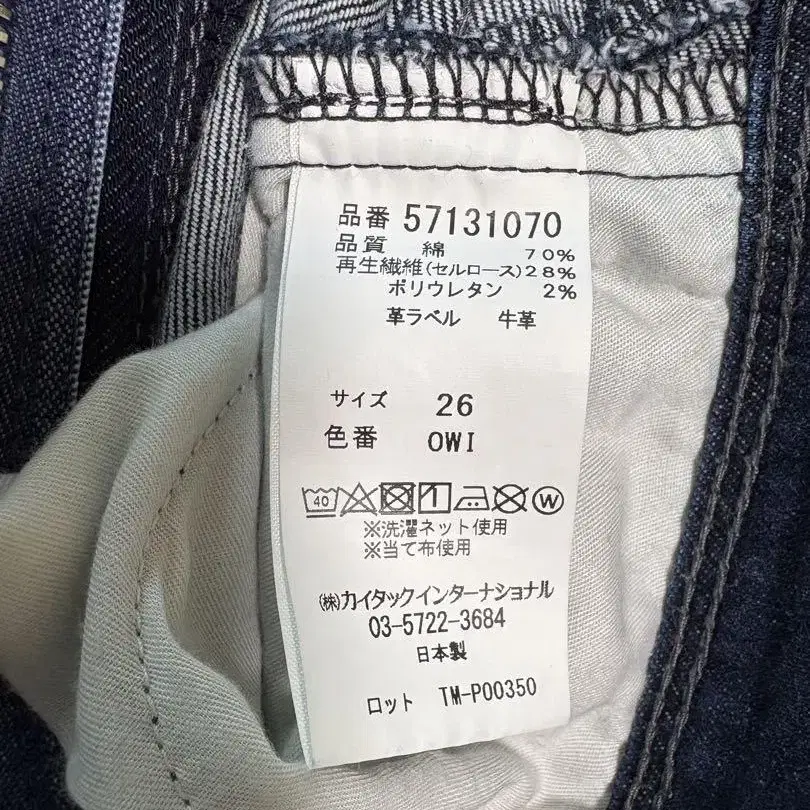 品番 57131070
品質 綿 70%
再生繊維(セルロース)28%
ポリウレタン 2%
革ラベル 牛革
サイズ 26
色番 OWI
40 W
※洗濯ネット使用
※当て布使用
㈱カイタックインターナショナル
03-5722-3684
日本製
ロット TM-P00350